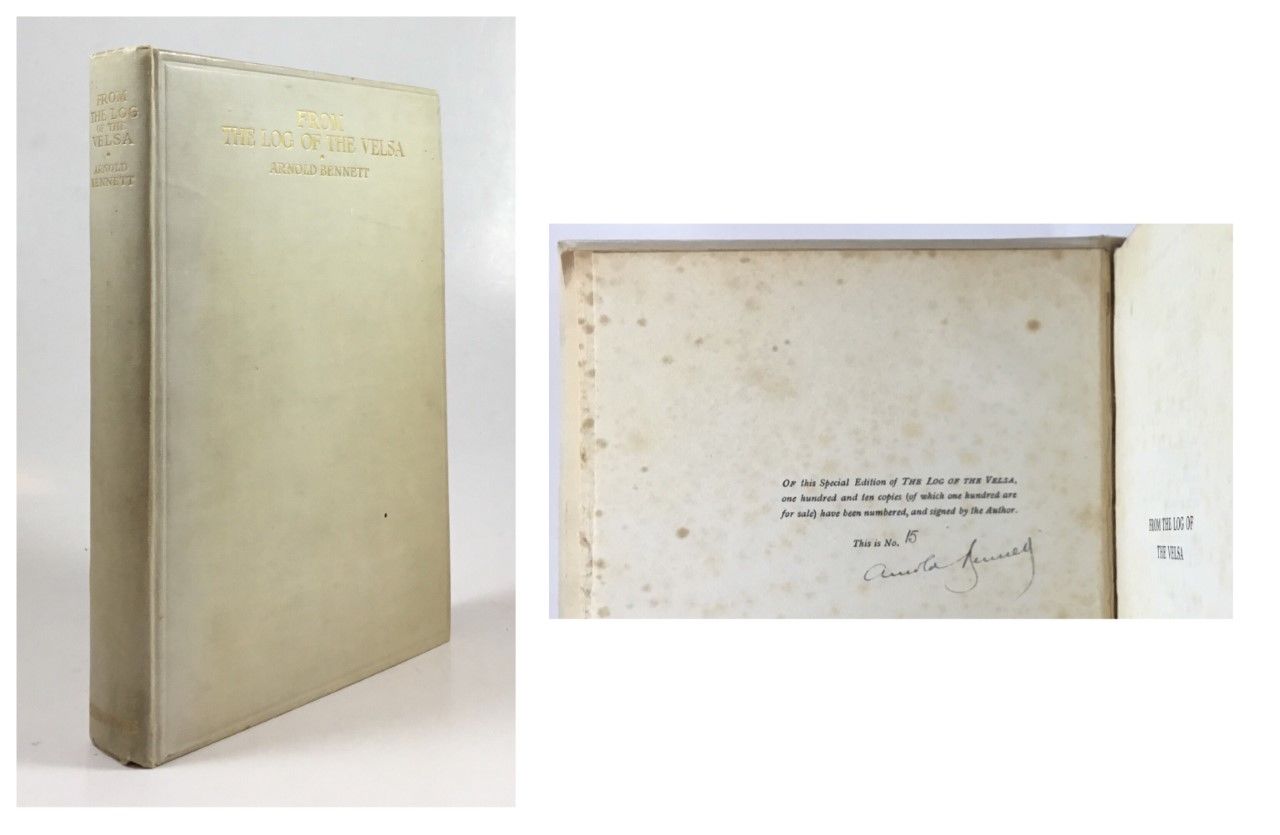 FROM
THE LOG
OF THE
VELSA
ARNOLD
BENNETT
FROM
THE LOG OF THE VELSA
ARNOLD BENNETT
OF this Special Edition of THE LOG OF THE VELSA,
one hundred and ten copies (of which one hundred are
for sale) have been numbered, and signed by the Author.
This is No. 15
Arnold Bennett
FROM THE LOG OF
THE VELSA